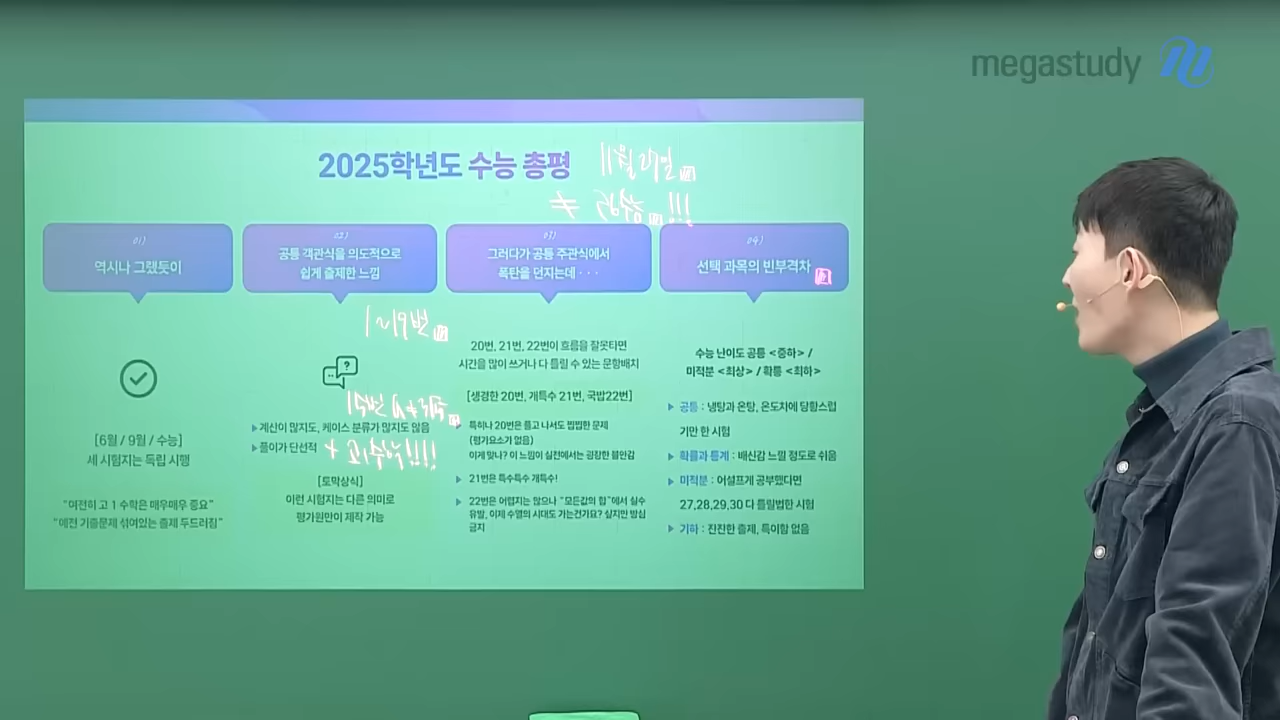 megastudy
2025학년도 수능 총평
11월 27일
≠
!!!
01)
역시나 그랬듯이
[6월 / 9월 / 수능]
세 시험지는 독립 시행
"여전히 고 1 수학은 매우매우 중요"
"예전 기출문제 섞여있는 출제 두드러짐"
02)
공통 객관식을 의도적으로
쉽게 출제한 느낌
1~19번
?
15번
▶ 계산이 많지도, 케이스 분류가 많지도 않음
▶ 풀이가 단선적
+ 고1수학!!!!
[토막상식]
이런 시험지는 다른 의미로
평가원만이 제작 가능
03)
그러다가 공통 주관식에서
폭탄을 던지는데 · · ·
20번, 21번, 22번이 흐름을 잘못타면
시간을 많이 쓰거나 다 틀릴 수 있는 문항배치
[생경한 20번, 개특수 21번, 국밥22번]
▶ 특히나 20번은 풀고 나서도 찝찝한 문제
(평가요소가 없음)
이게 맞나? 이 느낌이 실전에서는 굉장한 불안감
▶ 21번은 특수특수 개특수!
▶ 22번은 어렵지는 않으나 "모든값의 합"에서 실수
유발, 이제 수열의 시대도 가는건가요? 싶지만 방심
금지
04)
선택 과목의 빈부격차
수능 난이도 공통 <중하> /
미적분 <최상> / 확통 <최하>
▶ 공통 : 냉탕과 온탕, 온도차에 당황스럽
기만 한 시험
▶ 확률과 통계 : 배신감 느낄 정도로 쉬움
▶ 미적분 : 어설프게 공부했다면
27,28,29,30 다 틀릴법한 시험
▶ 기하 : 잔잔한 출제, 특이함 없음